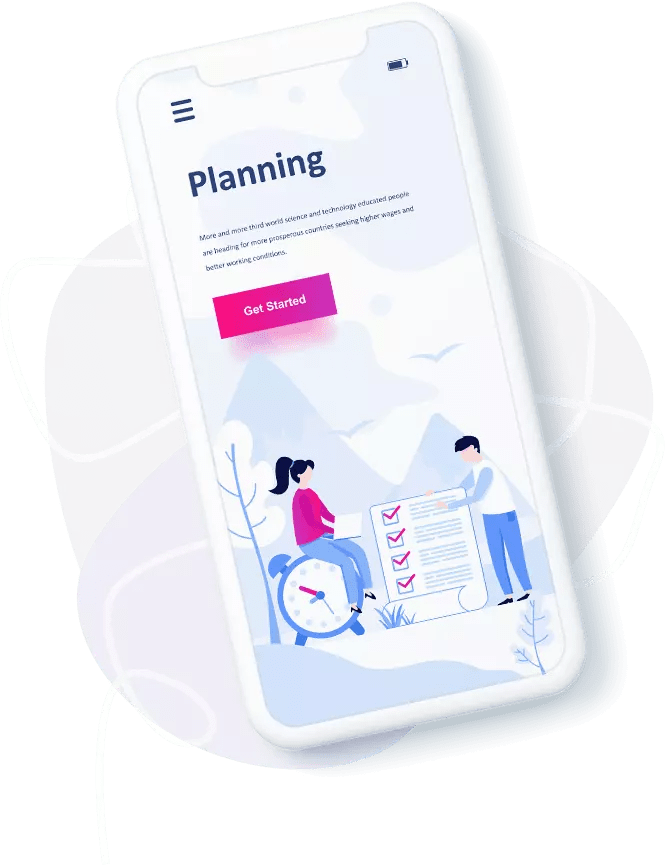 Planning
More and more third world science and technology educated people
are heading for more prosperous countries seeking higher wages and
better working conditions.
Get Started